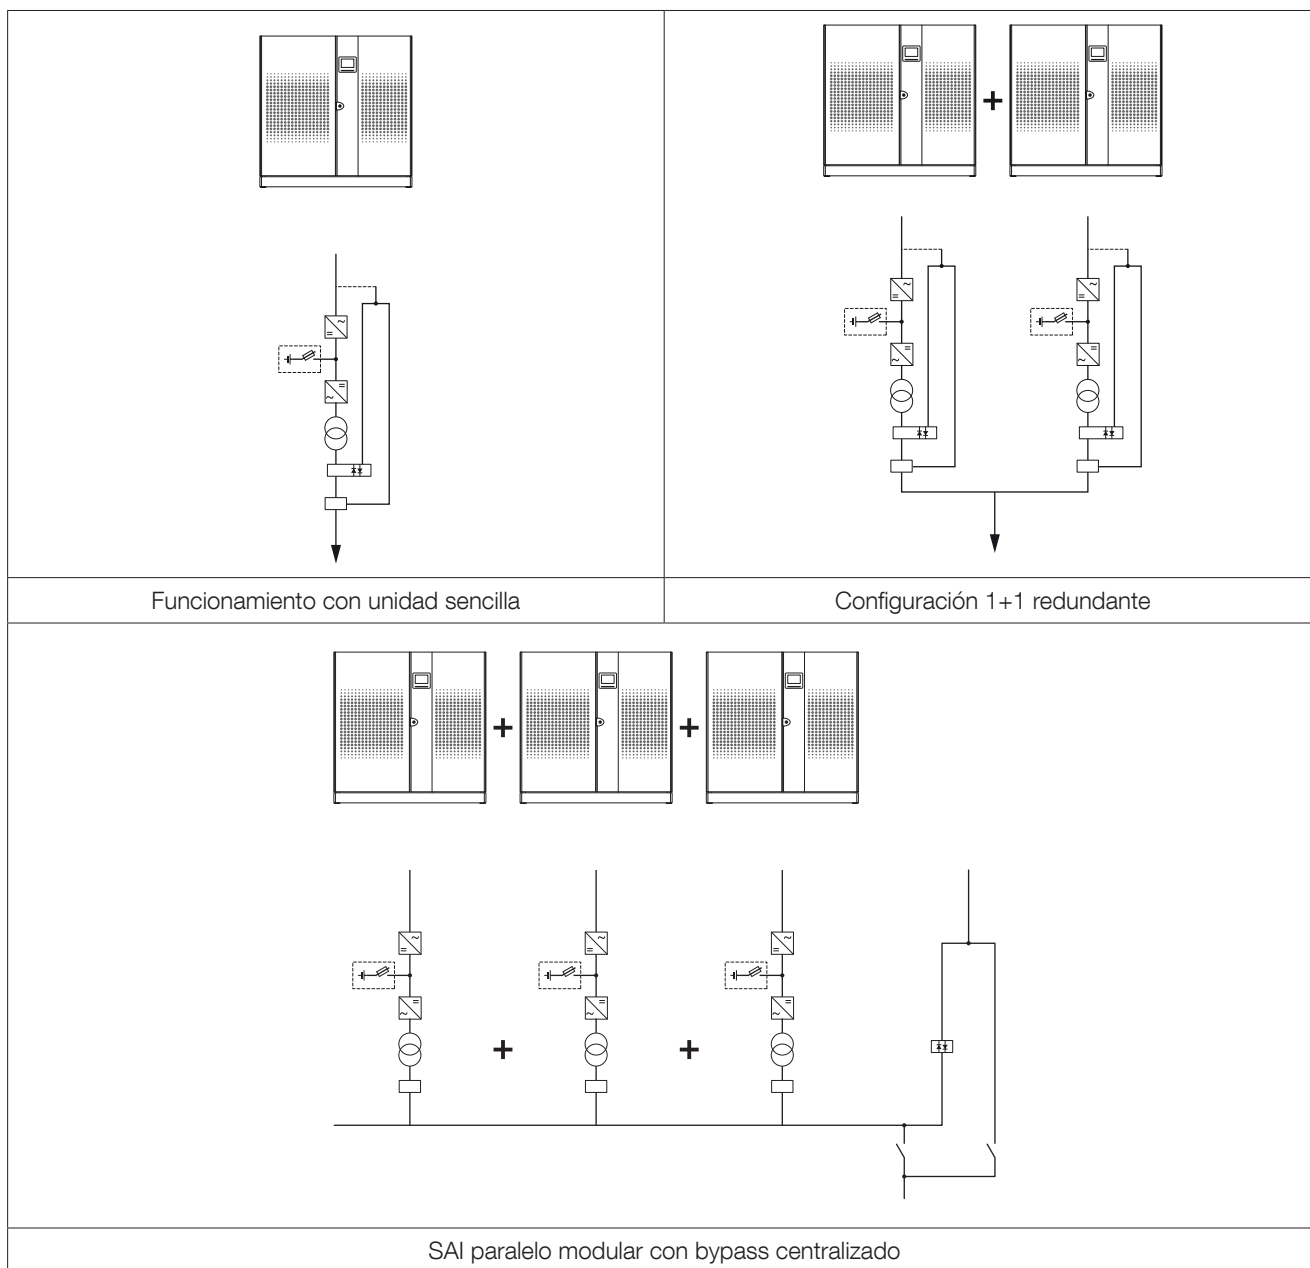 +
Funcionamiento con unidad sencilla
Configuración 1+1 redundante
+ +
+ +
SAI paralelo modular con bypass centralizado